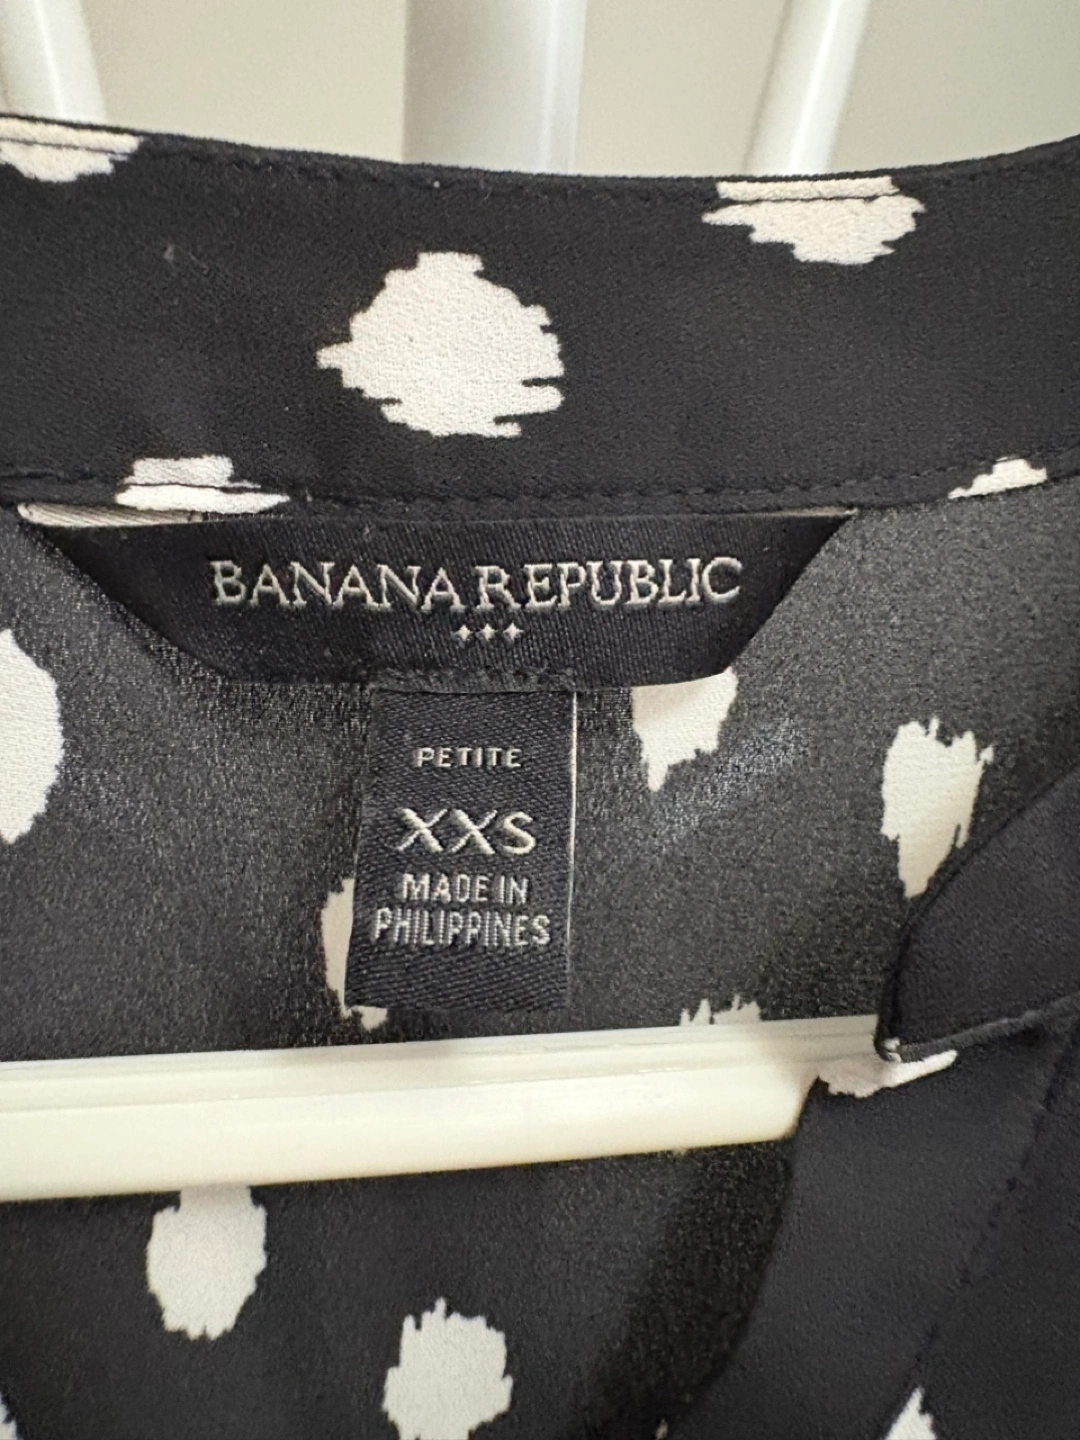 BANANA REPUBLIC
PETITE
XXS
MADE IN
PHILIPPINES